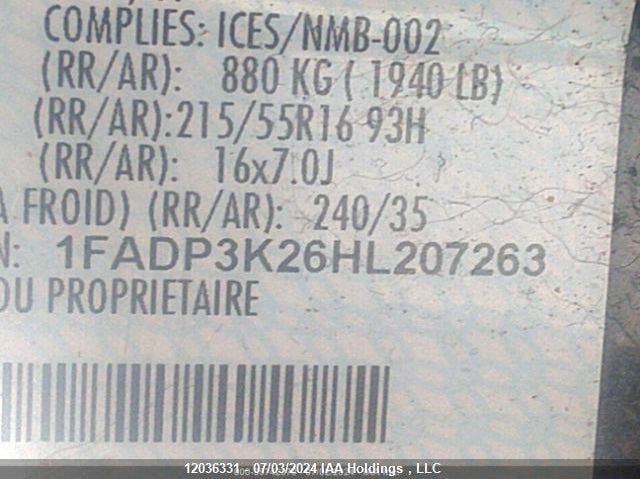 COMPLIES: ICES/NMB-002
(RR/AR): 880 KG ( 1940 LB)
(RR/AR):215/55R16 93H
(RR/AR): 16x7.0J
A FROID) (RR/AR): 240/35
N: 1FADP3K26HL207263
DU PROPRIETAIRE
12036331 - 07/03/2024 IAA Holdings , LLC